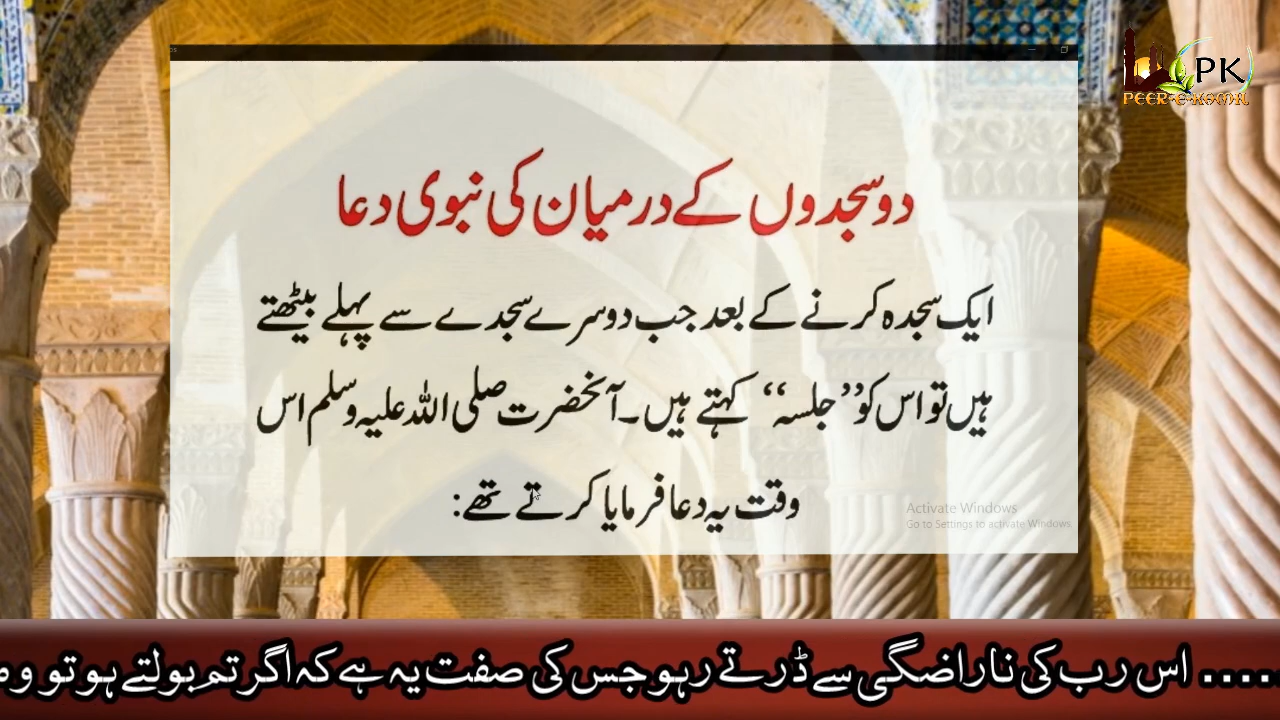 PK
PEER-E-KAMIL
دو سجدوں کے درمیان کی نبوی دعا
ایک سجدہ کرنے کے بعد جب دوسرے سجدے سے پہلے بیٹھتے
ہیں تو اس کو ”جلسہ“ کہتے ہیں۔ آنحضرت صلی اللہ علیہ وسلم اس
وقت یہ دعا فرمایا کرتے تھے:
Activate Windows
Go to Settings to activate Windows.
..... اس رب کی ناراضگی سے ڈرتے رہو جس کی صفت یہ ہے کہ اگر تم بولتے ہو تو